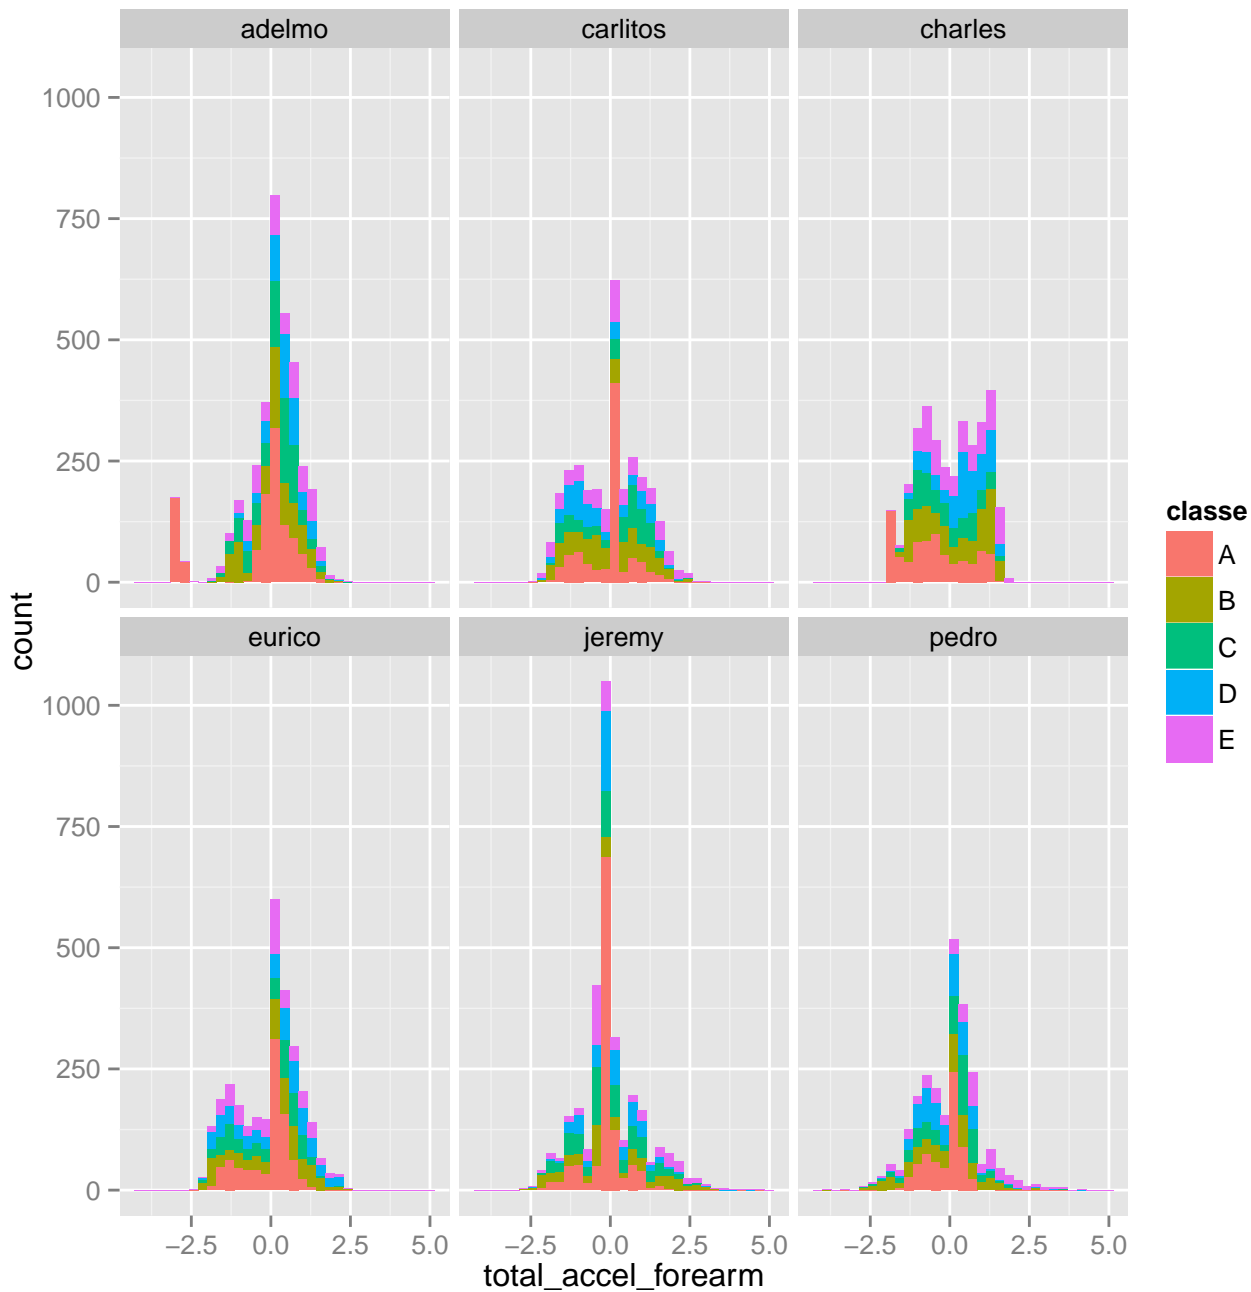 adelmo carlitos charles
1000
750
500
250
0
eurico jeremy pedro
1000
750
500
250
0
−2.5 0.0 2.5 5.0 −2.5 0.0 2.5 5.0 −2.5 0.0 2.5 5.0
total_accel_forearm
count
classe
A
B
C
D
E